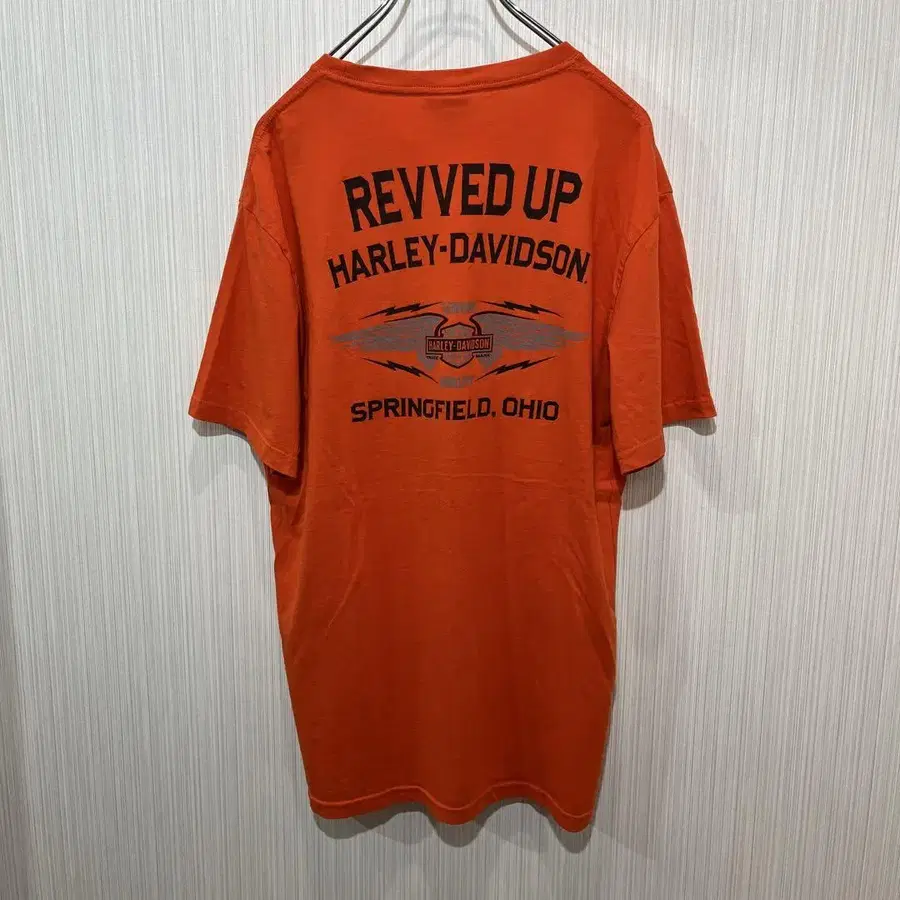 REVVED UP
HARLEY-DAVIDSON
HARLEY-DAVIDSON
SPRINGFIELD, OHIO